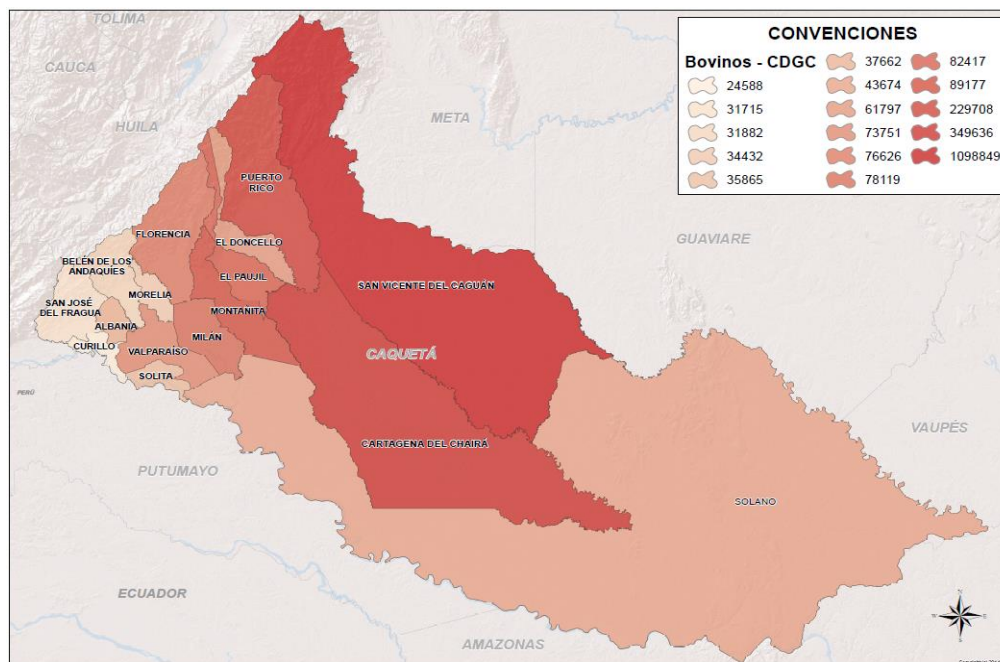 TOLIMA
CAUCA
HUILA
META
GUAVIARE
VAUPÉS
PERÚ
PUTUMAYO
ECUADOR
AMAZONAS
CAQUETÁ
PUERTO
RICO
FLORENCIA
EL DONCELLO
BELÉN DE LOS
ANDAQUÍES
EL PAUJIL
SAN VICENTE DEL CAGUÁN
MORELIA
SAN JOSÉ
DEL FRAGUA
MONTAÑITA
ALBANIA
MILÁN
CURILLO
VALPARAÍSO
SOLITA
CARTAGENA DEL CHAIRÁ
SOLANO
CONVENCIONES
Bovinos - CDGC
24588
31715
31882
34432
35865
37662
43674
61797
73751
76626
78119
82417
89177
229708
349636
1098849
N
E
S